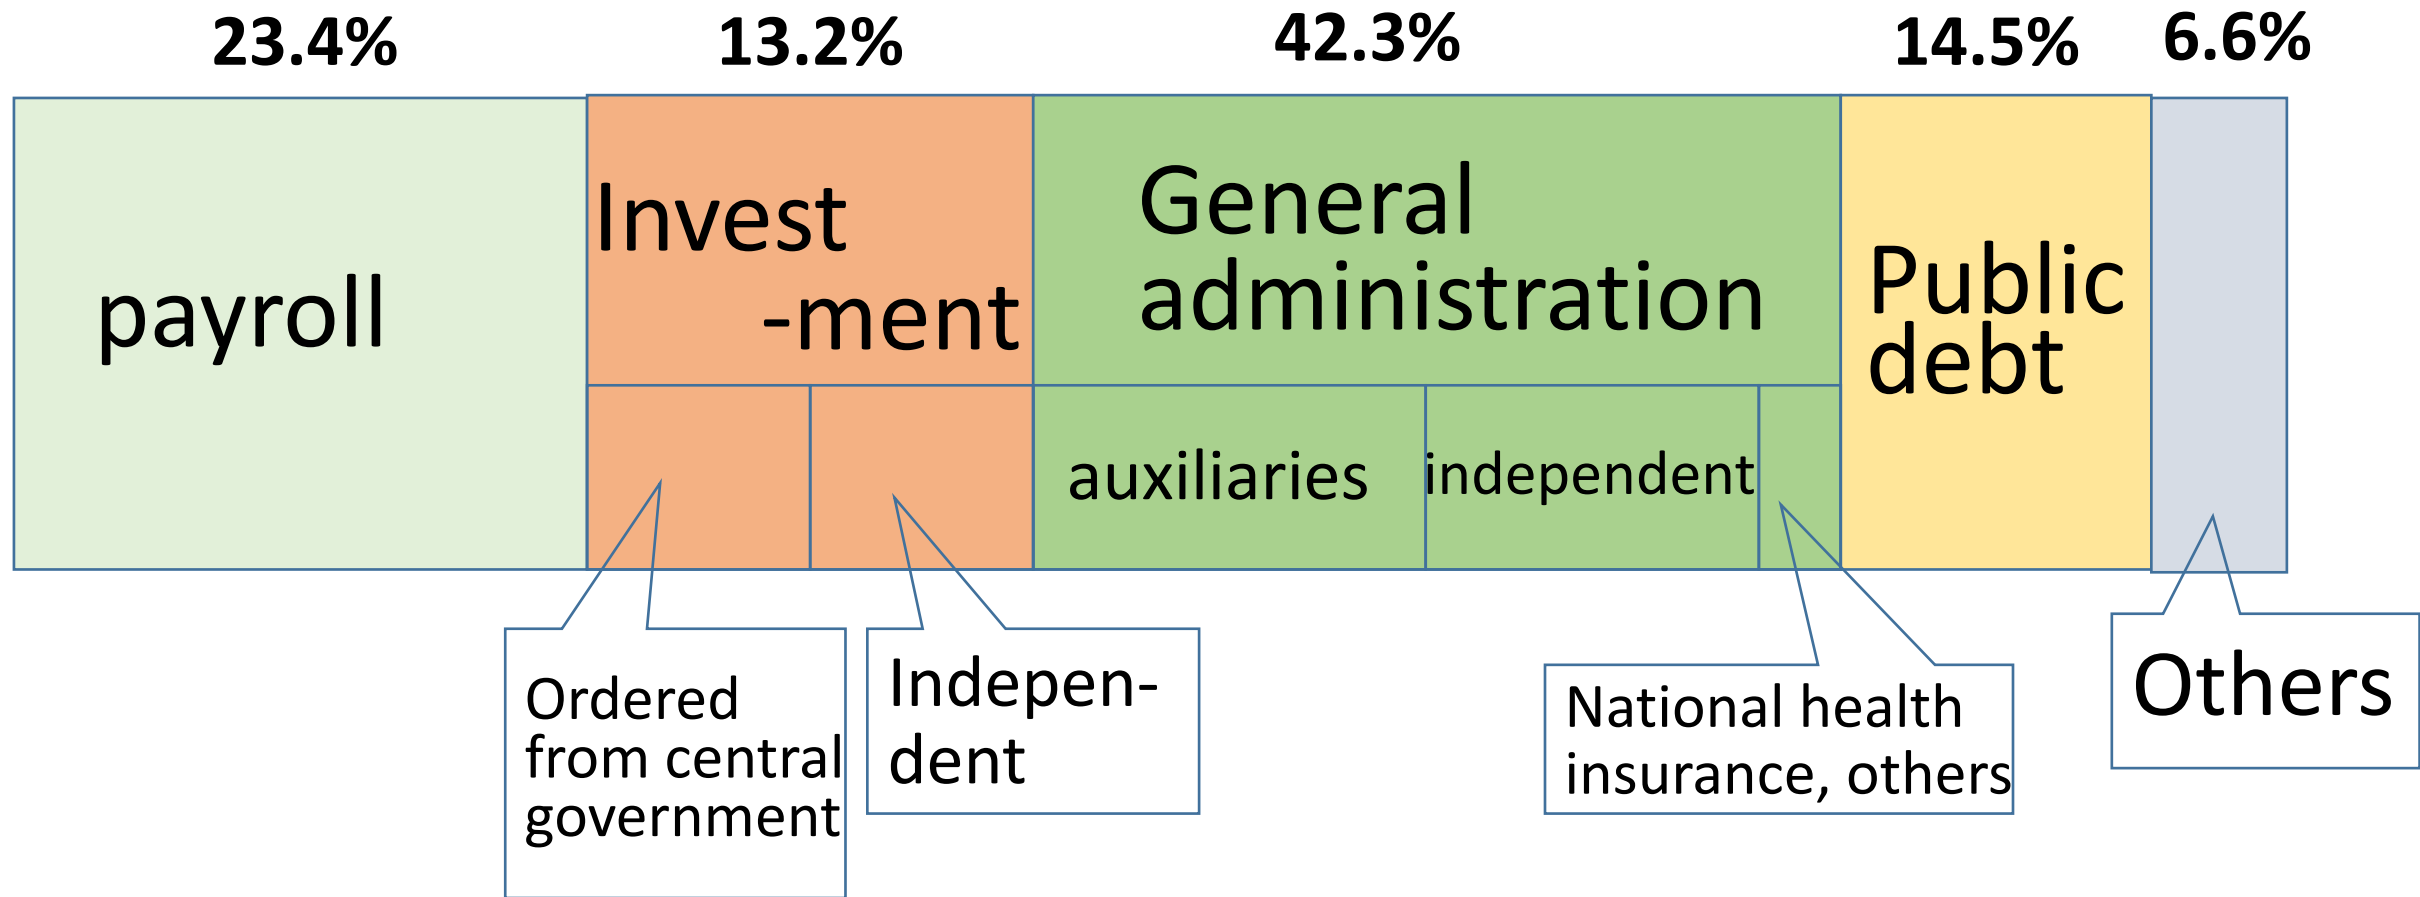 23.4%
13.2%
42.3%
14.5%
6.6%
payroll
Invest
-ment
General
administration
Public
debt
auxiliaries
independent
Ordered
from central
government
Indepen-
dent
National health
insurance, others
Others